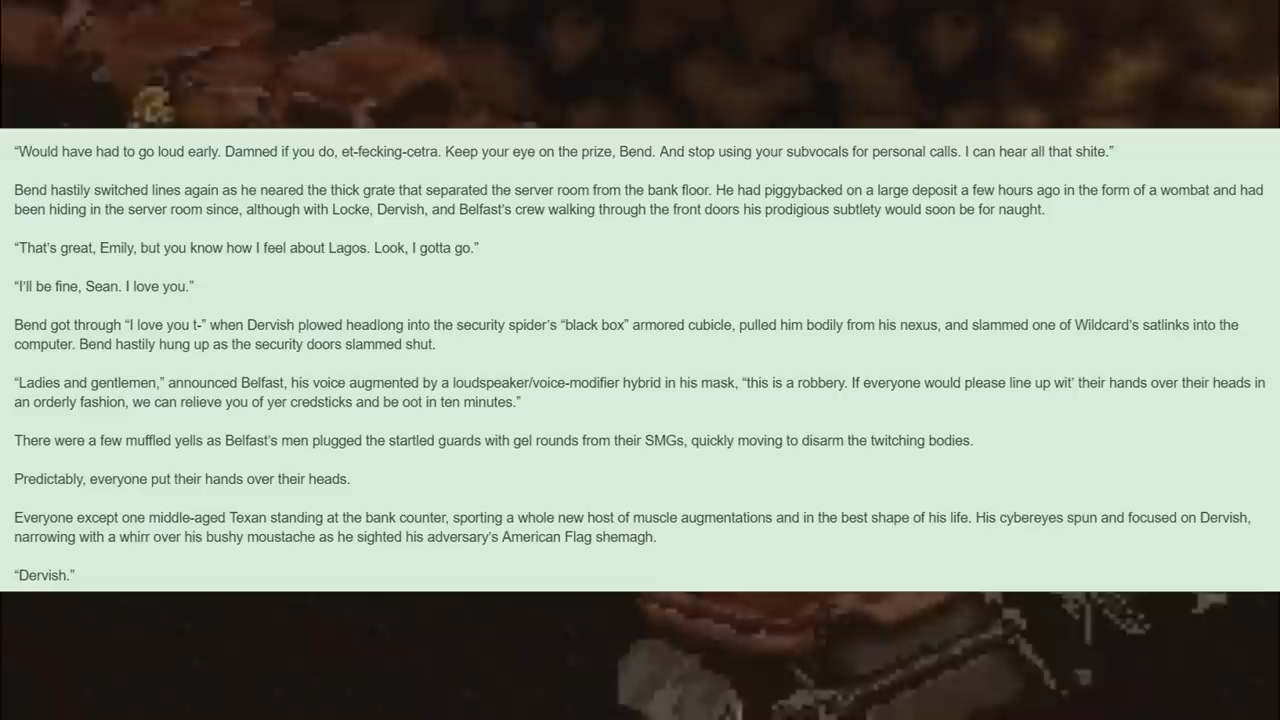 “Would have had to go loud early. Damned if you do, et-fecking-cetra. Keep your eye on the prize, Bend. And stop using your subvocals for personal calls. I can hear all that shite.”
Bend hastily switched lines again as he neared the thick grate that separated the server room from the bank floor. He had piggybacked on a large deposit a few hours ago in the form of a wombat and had
been hiding in the server room since, although with Locke, Dervish, and Belfast’s crew walking through the front doors his prodigious subtlety would soon be for naught.
“That’s great, Emily, but you know how I feel about Lagos. Look, I gotta go.”
“I’ll be fine, Sean. I love you.”
Bend got through “I love you t-” when Dervish plowed headlong into the security spider’s “black box” armored cubicle, pulled him bodily from his nexus, and slammed one of Wildcard’s satlinks into the
computer. Bend hastily hung up as the security doors slammed shut.
“Ladies and gentlemen,” announced Belfast, his voice augmented by a loudspeaker/voice-modifier hybrid in his mask, “this is a robbery. If everyone would please line up wit’ their hands over their heads in
an orderly fashion, we can relieve you of yer credsticks and be oot in ten minutes.”
There were a few muffled yells as Belfast’s men plugged the startled guards with gel rounds from their SMGs, quickly moving to disarm the twitching bodies.
Predictably, everyone put their hands over their heads.
Everyone except one middle-aged Texan standing at the bank counter, sporting a whole new host of muscle augmentations and in the best shape of his life. His cybereyes spun and focused on Dervish,
narrowing with a whirr over his bushy moustache as he sighted his adversary’s American Flag shemagh.
“Dervish.”